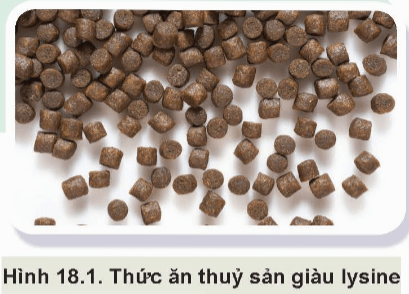 Hình 18.1. Thức ăn thuỷ sản giàu lysine